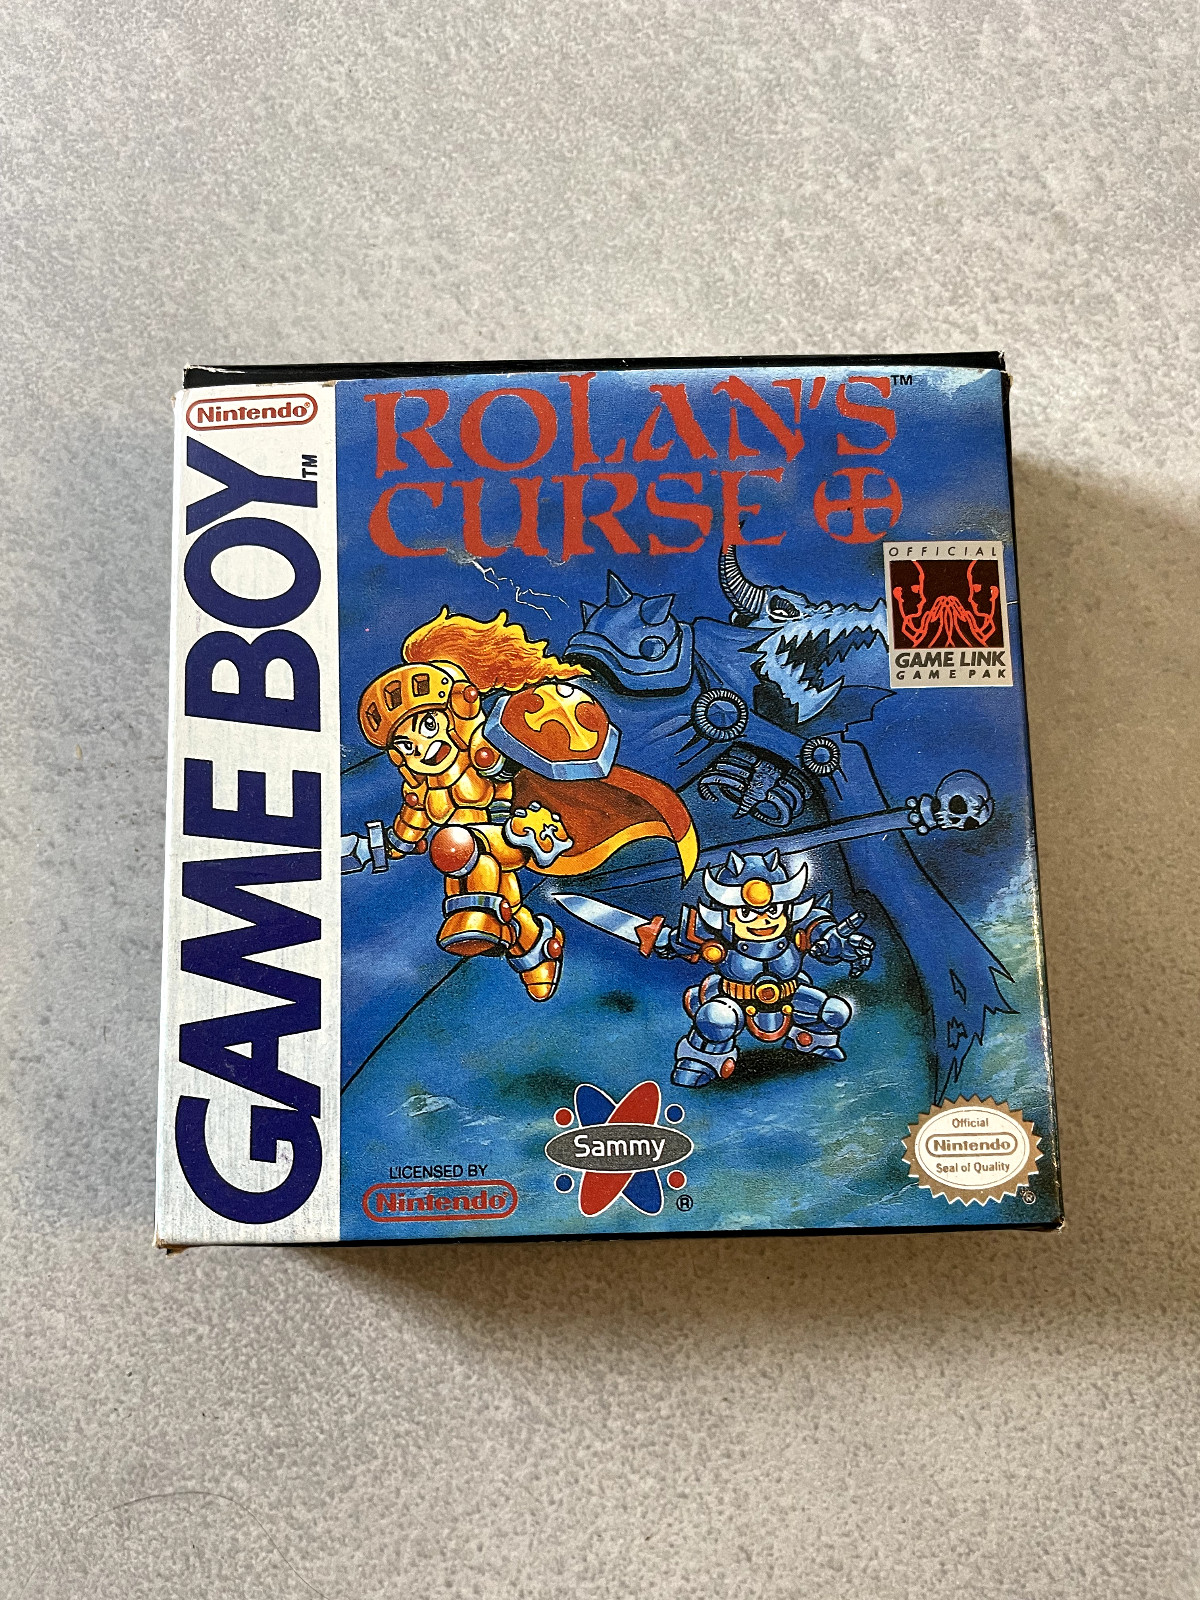 Nintendo®
GAME BOY™
ROLAN'S™
CURSE
OFFICIAL
GAME LINK
GAME PAK
LICENSED BY
Nintendo®
Sammy
®
Official
Nintendo
Seal of Quality
®